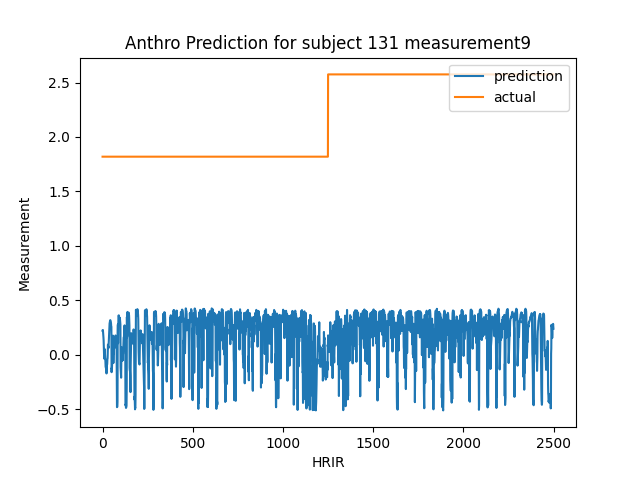 Anthro Prediction for subject 131 measurement9
prediction
actual
2.5
2.0
1.5
1.0
0.5
0.0
−0.5
Measurement
0
500
1000
1500
2000
2500
HRIR